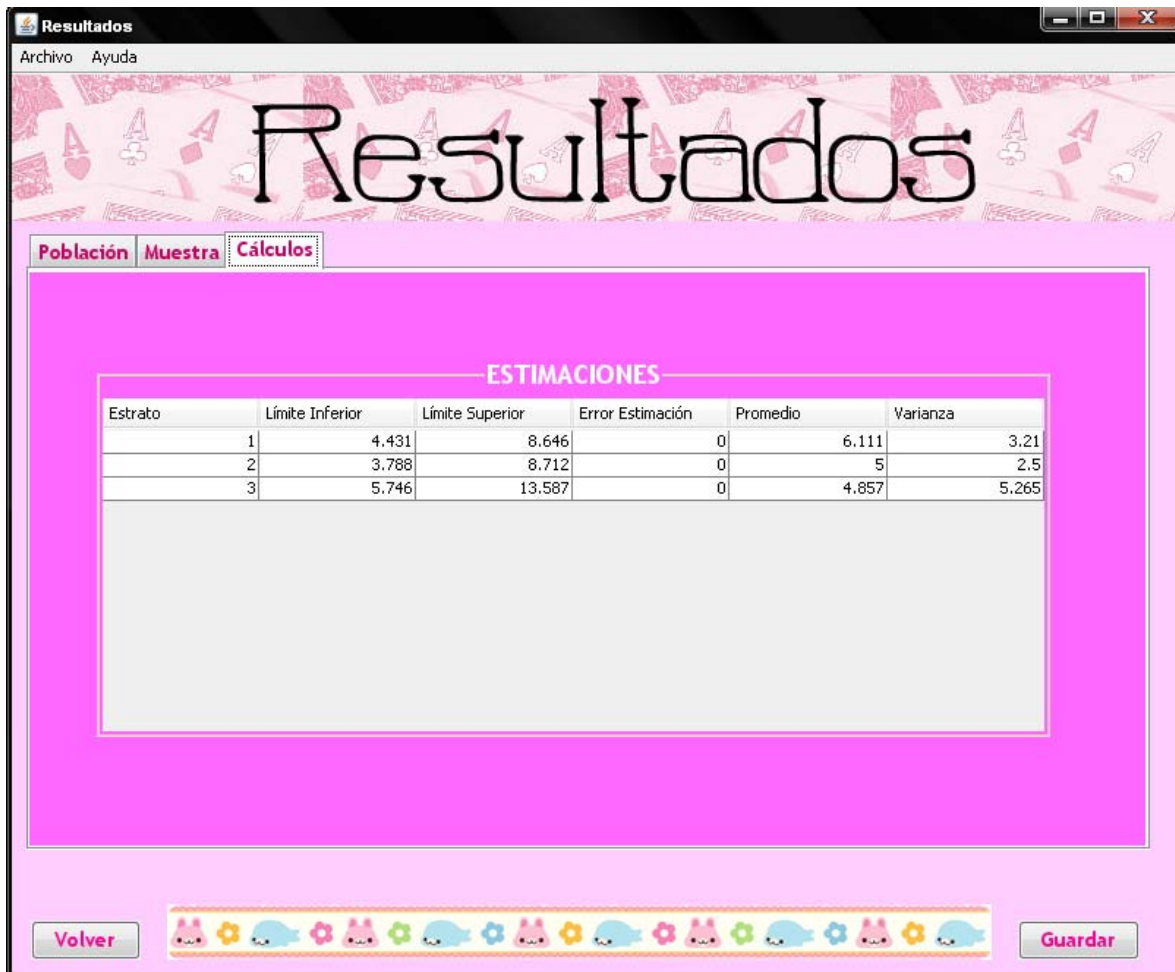 Resultados
Archivo Ayuda
Resultados
Población Muestra Cálculos
ESTIMACIONES
Estrato Límite Inferior Límite Superior Error Estimación Promedio Varianza
1 4.431 8.646 0 6.111 3.21
2 3.788 8.712 0 5 2.5
3 5.746 13.587 0 4.857 5.265
Volver Guardar